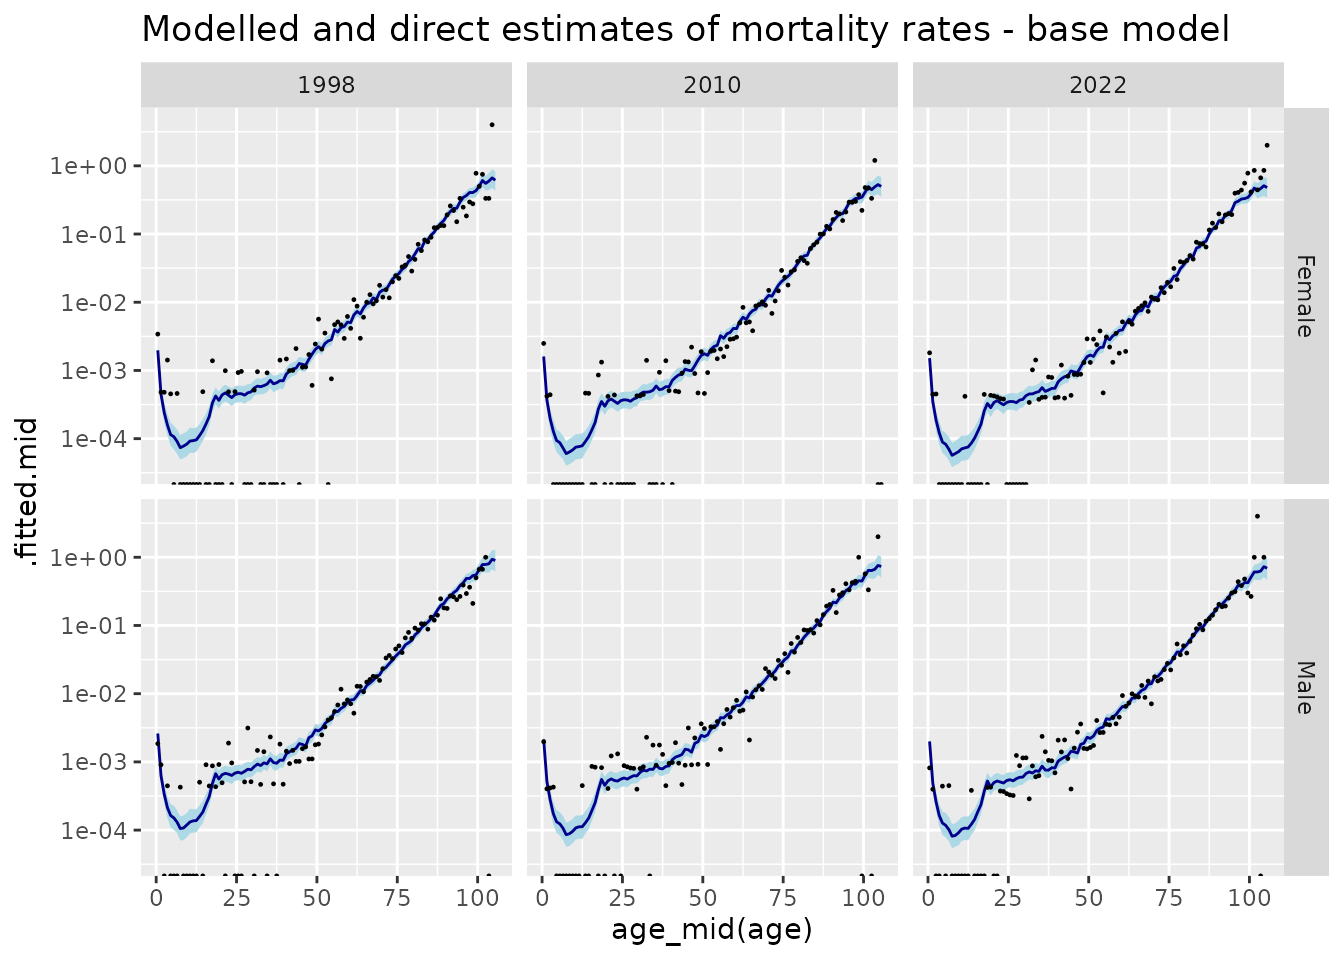 Modelled and direct estimates of mortality rates - base model
1998
2010
2022
1e+00
1e-01
1e-02
1e-03
1e-04
Female
.fitted.mid
1e+00
1e-01
1e-02
1e-03
1e-04
Male
0 25 50 75 100
0 25 50 75 100
0 25 50 75 100
age_mid(age)